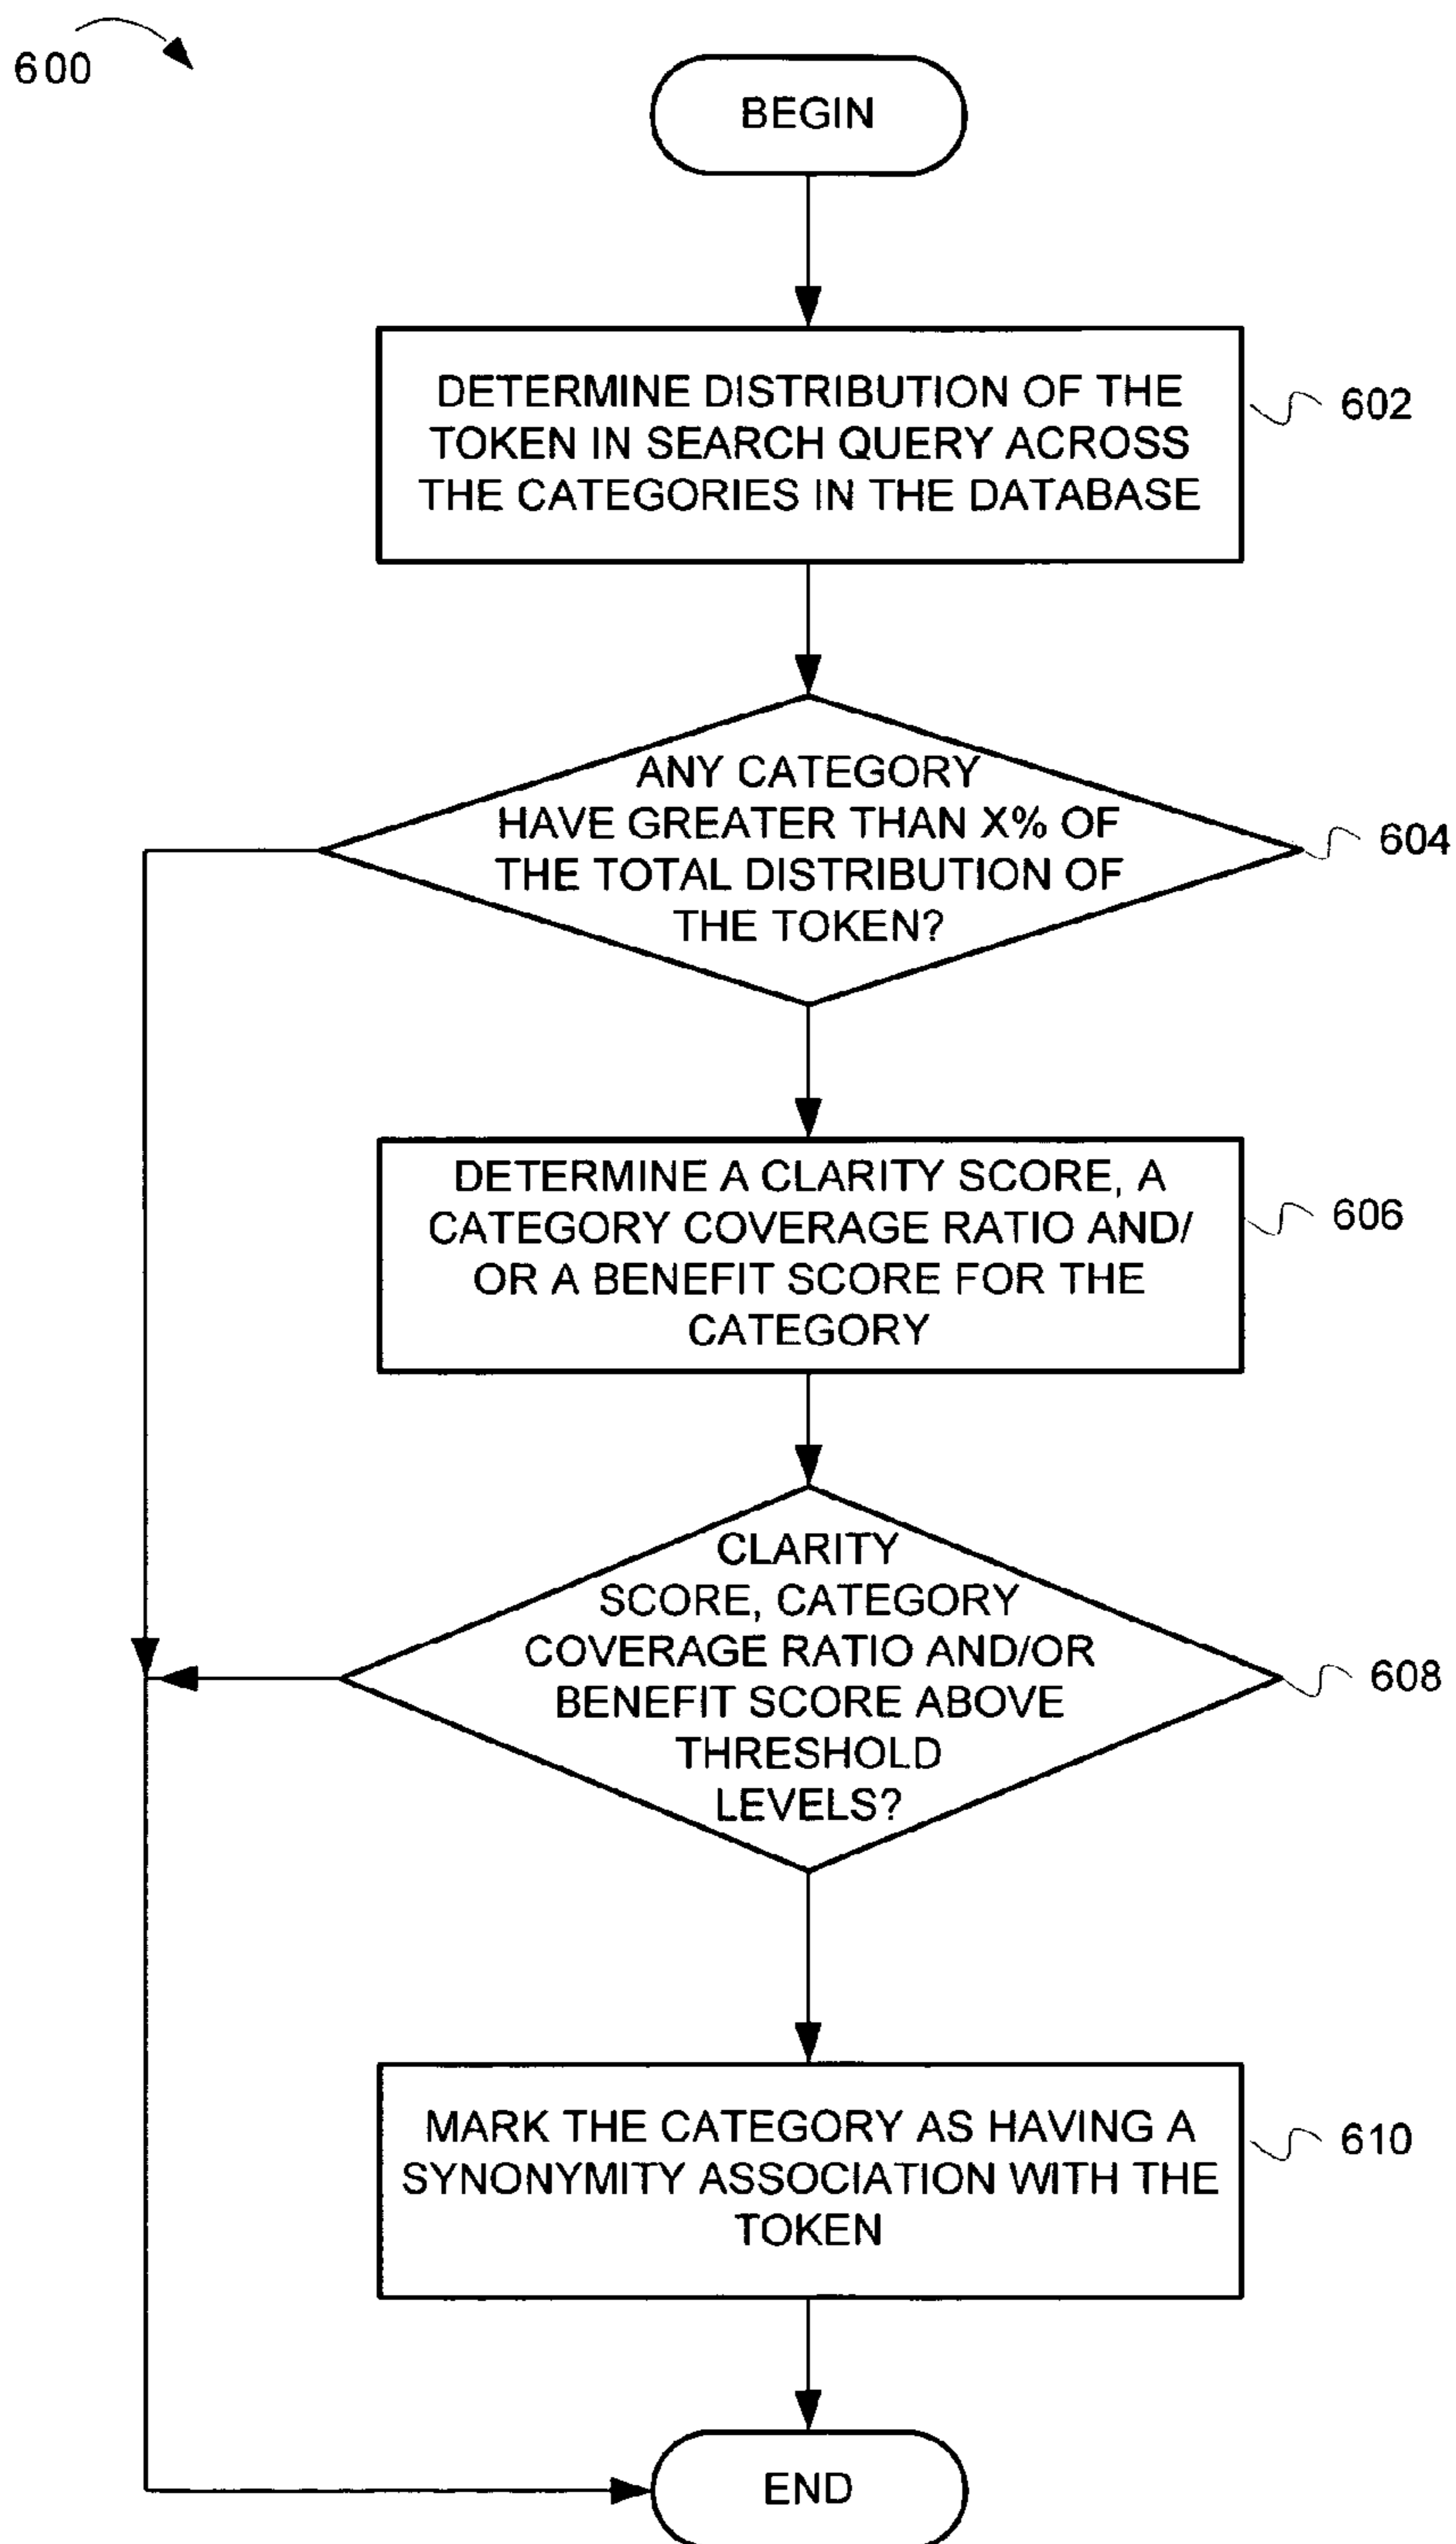 600
BEGIN
DETERMINE DISTRIBUTION OF THE
TOKEN IN SEARCH QUERY ACROSS
THE CATEGORIES IN THE DATABASE
602
ANY CATEGORY
HAVE GREATER THAN X% OF
THE TOTAL DISTRIBUTION OF
THE TOKEN?
604
DETERMINE A CLARITY SCORE, A
CATEGORY COVERAGE RATIO AND/
OR A BENEFIT SCORE FOR THE
CATEGORY
606
CLARITY
SCORE, CATEGORY
COVERAGE RATIO AND/OR
BENEFIT SCORE ABOVE
THRESHOLD
LEVELS?
608
MARK THE CATEGORY AS HAVING A
SYNONYMITY ASSOCIATION WITH THE
TOKEN
610
END